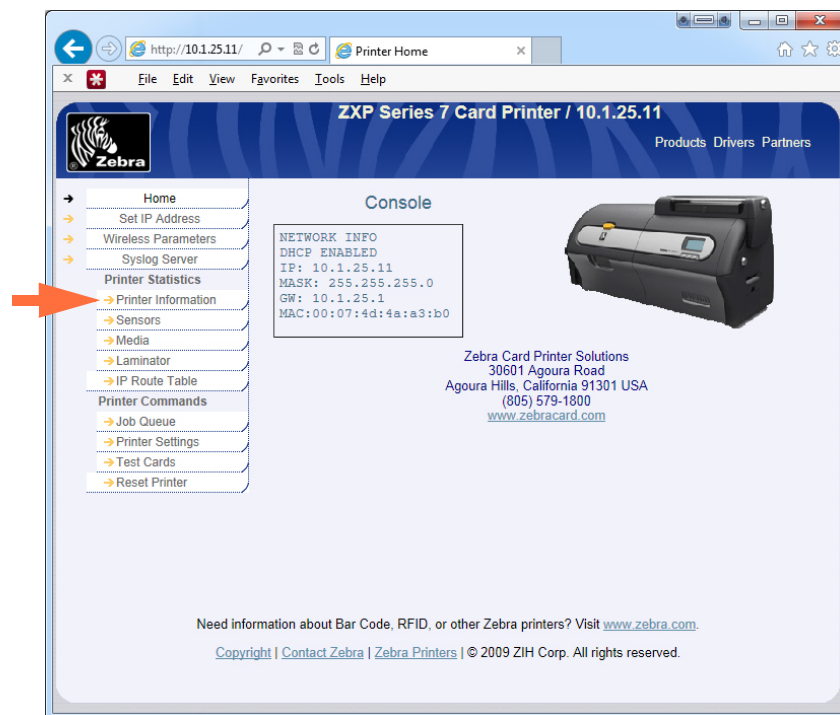 http://10.1.25.11/
Printer Home
File Edit View Favorites Tools Help
ZXP Series 7 Card Printer / 10.1.25.11
Products Drivers Partners
Zebra
Home
Set IP Address
Wireless Parameters
Syslog Server
Printer Statistics
Printer Information
Sensors
Media
Laminator
IP Route Table
Printer Commands
Job Queue
Printer Settings
Test Cards
Reset Printer
Console
NETWORK INFO
DHCP ENABLED
IP: 10.1.25.11
MASK: 255.255.255.0
GW: 10.1.25.1
MAC:00:07:4d:4a:a3:b0
Zebra Card Printer Solutions
30601 Agoura Road
Agoura Hills, California 91301 USA
(805) 579-1800
www.zebracard.com
Need information about Bar Code, RFID, or other Zebra printers? Visit www.zebra.com.
Copyright | Contact Zebra | Zebra Printers | © 2009 ZIH Corp. All rights reserved.